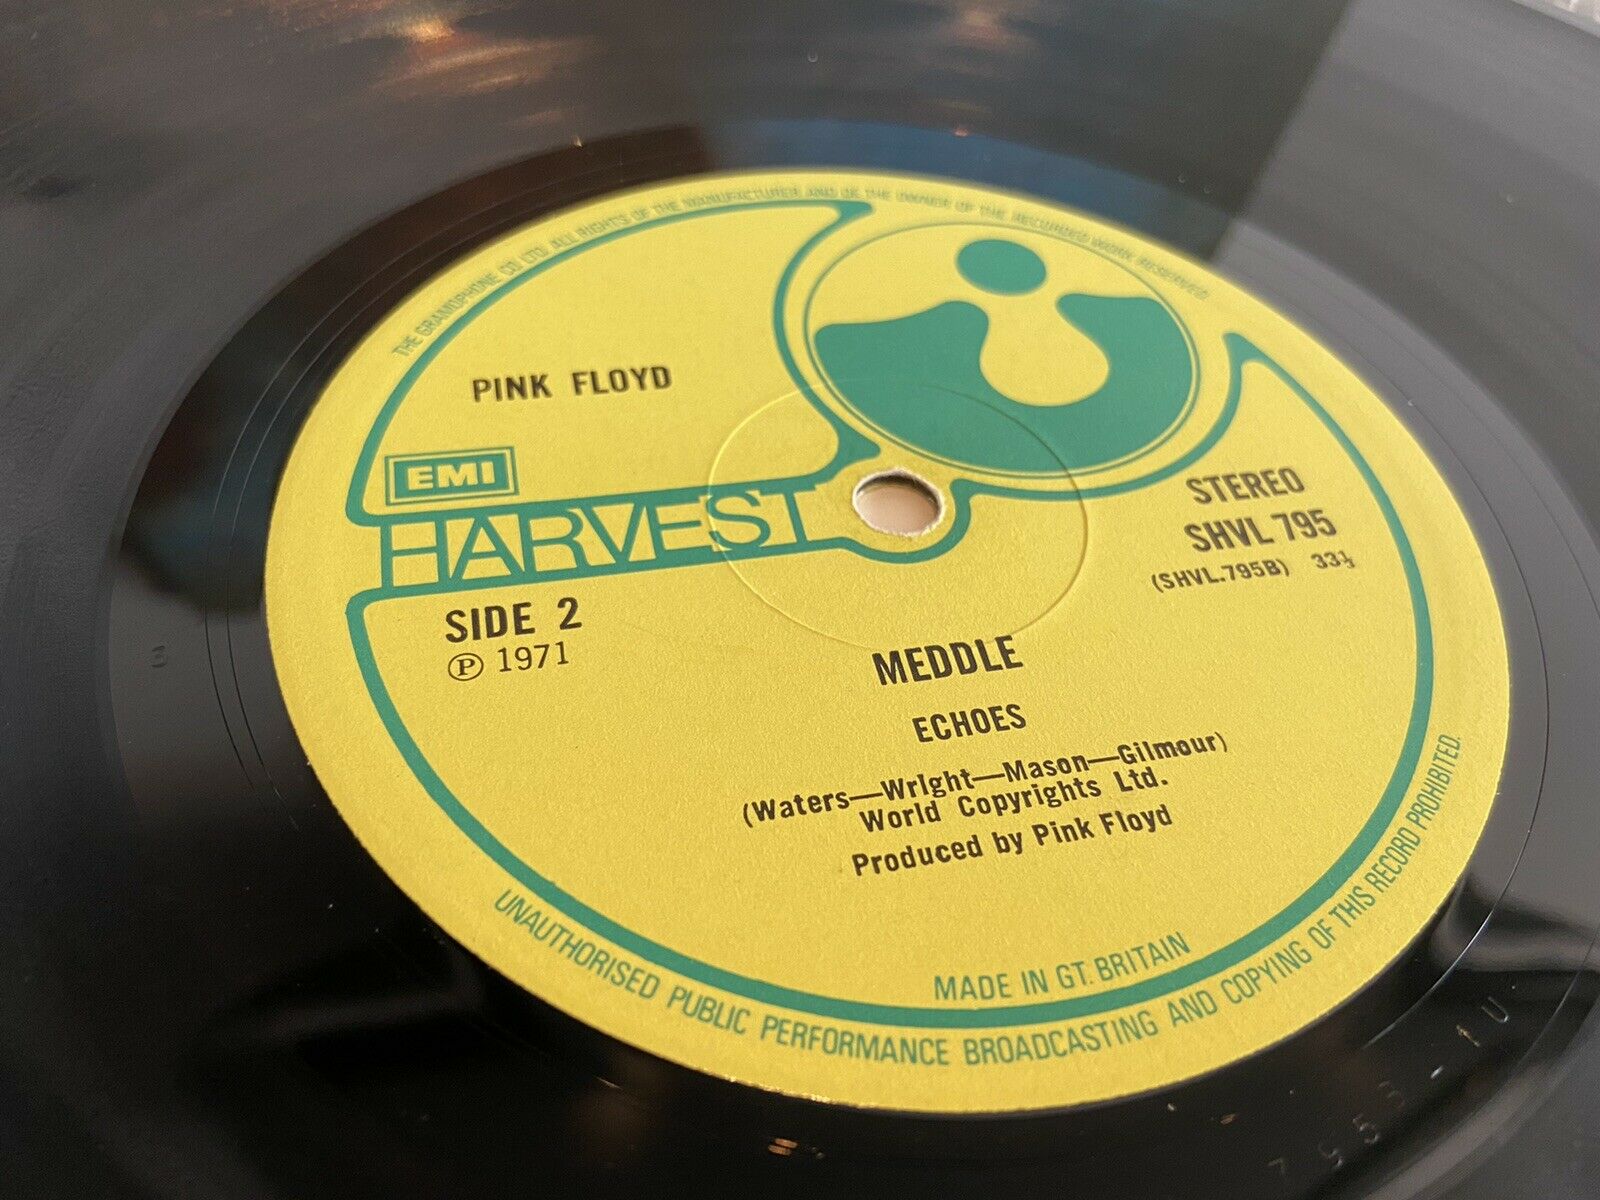 THE GRAMOPHONE CO LTD. ALL RIGHTS OF THE MANUFACTURER AND OF THE OWNER OF THE RECORDED WORK RESERVED
PINK FLOYD
EMI
HARVEST
STEREO
SHVL 795
(SHVL.795B) 33⅓
SIDE 2
Ⓟ 1971
MEDDLE
ECHOES
(Waters—Wright—Mason—Gilmour)
World Copyrights Ltd.
Produced by Pink Floyd
MADE IN GT. BRITAIN
UNAUTHORISED PUBLIC PERFORMANCE BROADCASTING AND COPYING OF THIS RECORD PROHIBITED.